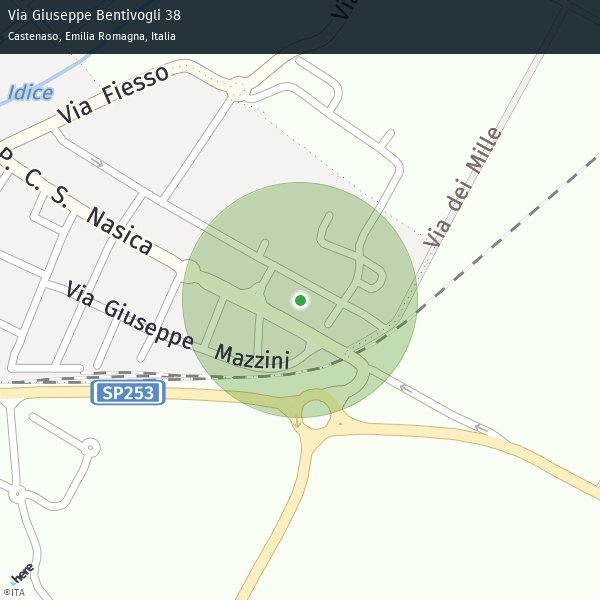 Via Giuseppe Bentivogli 38
Castenaso, Emilia Romagna, Italia
Via
Idice
Via Fiesso
P. C. S. Nasica
Via dei Mille
Via Giuseppe Mazzini
SP253
here
©ITA